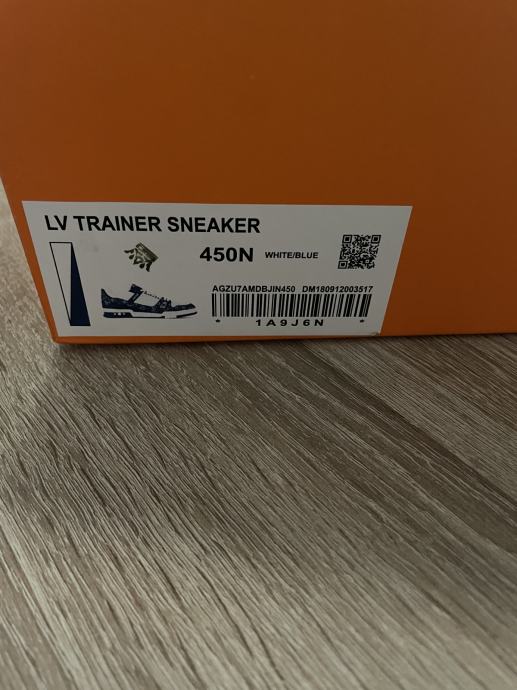 LV TRAINER SNEAKER
450N WHITE/BLUE
AGZU7AMDBJIN450 DM180912003517
* 1A9J6N *